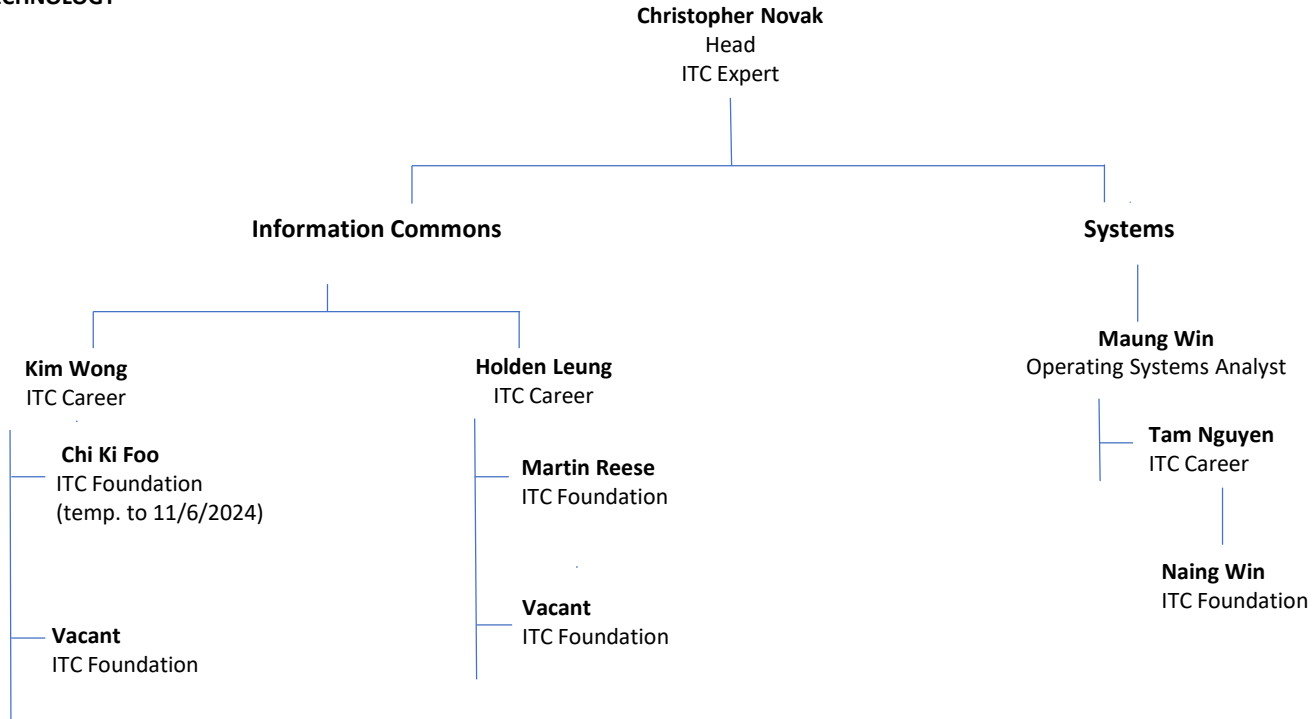 Christopher Novak
Head
ITC Expert
Information Commons
Systems
Kim Wong
ITC Career
Chi Ki Foo
ITC Foundation
(temp. to 11/6/2024)
Vacant
ITC Foundation
Holden Leung
ITC Career
Martin Reese
ITC Foundation
Vacant
ITC Foundation
Maung Win
Operating Systems Analyst
Tam Nguyen
ITC Career
Naing Win
ITC Foundation